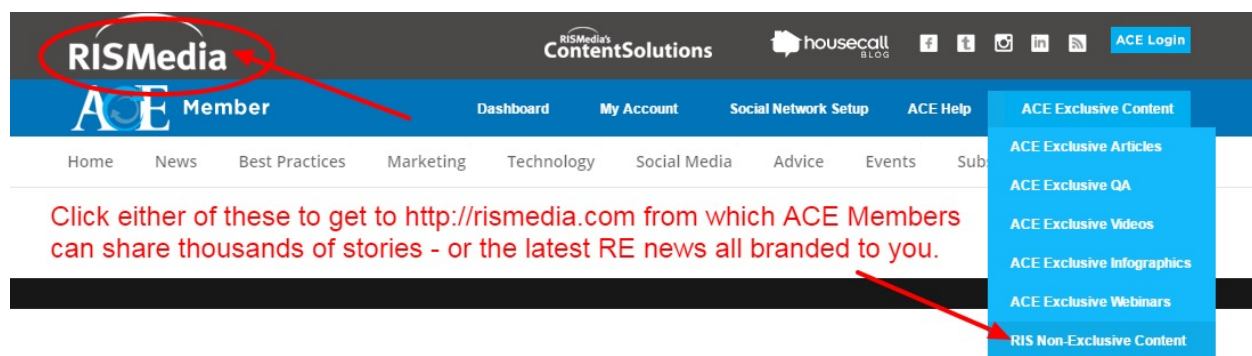 RISMedia
RISMedia's
ContentSolutions
housecall
BLOG
ACE Login
ACE Member
Dashboard My Account Social Network Setup ACE Help ACE Exclusive Content
Home News Best Practices Marketing Technology Social Media Advice Events Subs
ACE Exclusive Articles
ACE Exclusive QA
ACE Exclusive Videos
ACE Exclusive Infographics
ACE Exclusive Webinars
RIS Non-Exclusive Content
Click either of these to get to http://rismedia.com from which ACE Members
can share thousands of stories - or the latest RE news all branded to you.